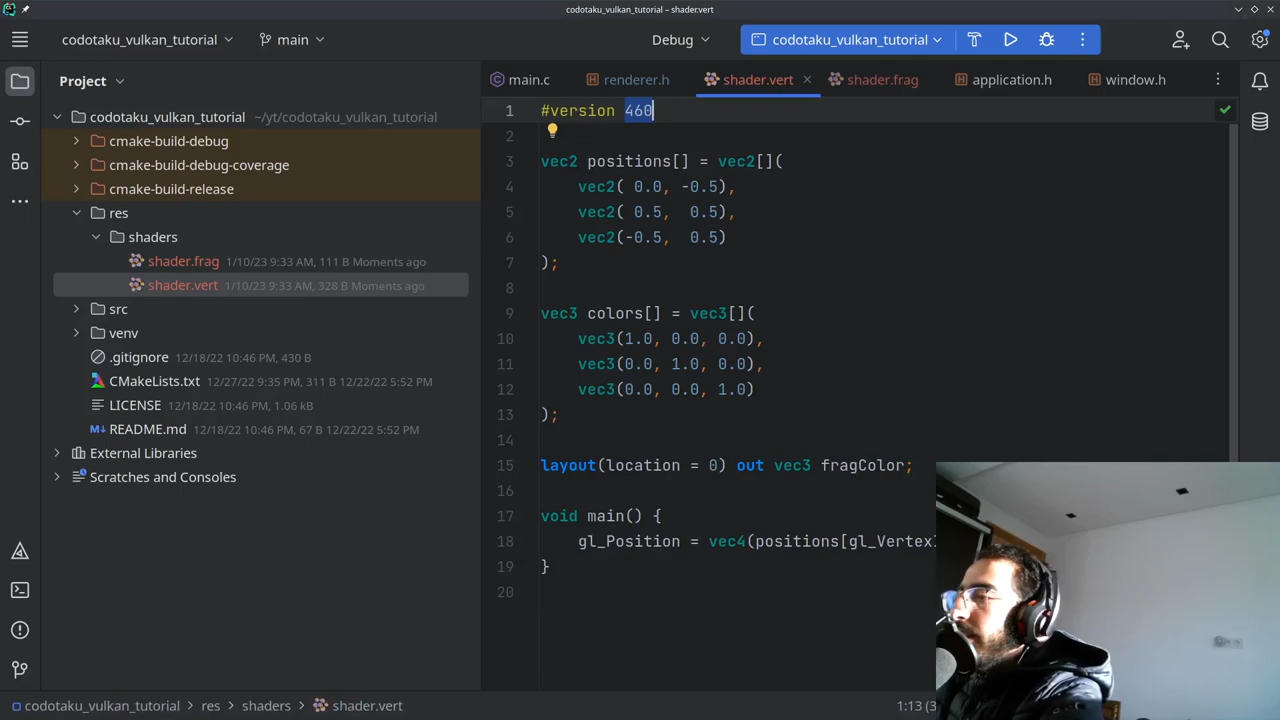 codotaku_vulkan_tutorial – shader.vert
codotaku_vulkan_tutorial
main
Debug
codotaku_vulkan_tutorial
Project
main.c
renderer.h
shader.vert
shader.frag
application.h
window.h
codotaku_vulkan_tutorial ~/yt/codotaku_vulkan_tutorial
cmake-build-debug
cmake-build-debug-coverage
cmake-build-release
res
shaders
shader.frag 1/10/23 9:33 AM, 111 B Moments ago
shader.vert 1/10/23 9:33 AM, 328 B Moments ago
src
venv
.gitignore 12/18/22 10:46 PM, 430 B
CMakeLists.txt 12/27/22 9:35 PM, 311 B 12/22/22 5:52 PM
LICENSE 12/18/22 10:46 PM, 1.06 kB
README.md 12/18/22 10:46 PM, 67 B 12/22/22 5:52 PM
External Libraries
Scratches and Consoles
1 #version 460
2
3 vec2 positions[] = vec2[](
4 vec2( 0.0, -0.5),
5 vec2( 0.5, 0.5),
6 vec2(-0.5, 0.5)
7 );
8
9 vec3 colors[] = vec3[](
10 vec3(1.0, 0.0, 0.0),
11 vec3(0.0, 1.0, 0.0),
12 vec3(0.0, 0.0, 1.0)
13 );
14
15 layout(location = 0) out vec3 fragColor;
16
17 void main() {
18 gl_Position = vec4(positions[gl_Vertex
19 }
20
codotaku_vulkan_tutorial > res > shaders > shader.vert
1:13 (3